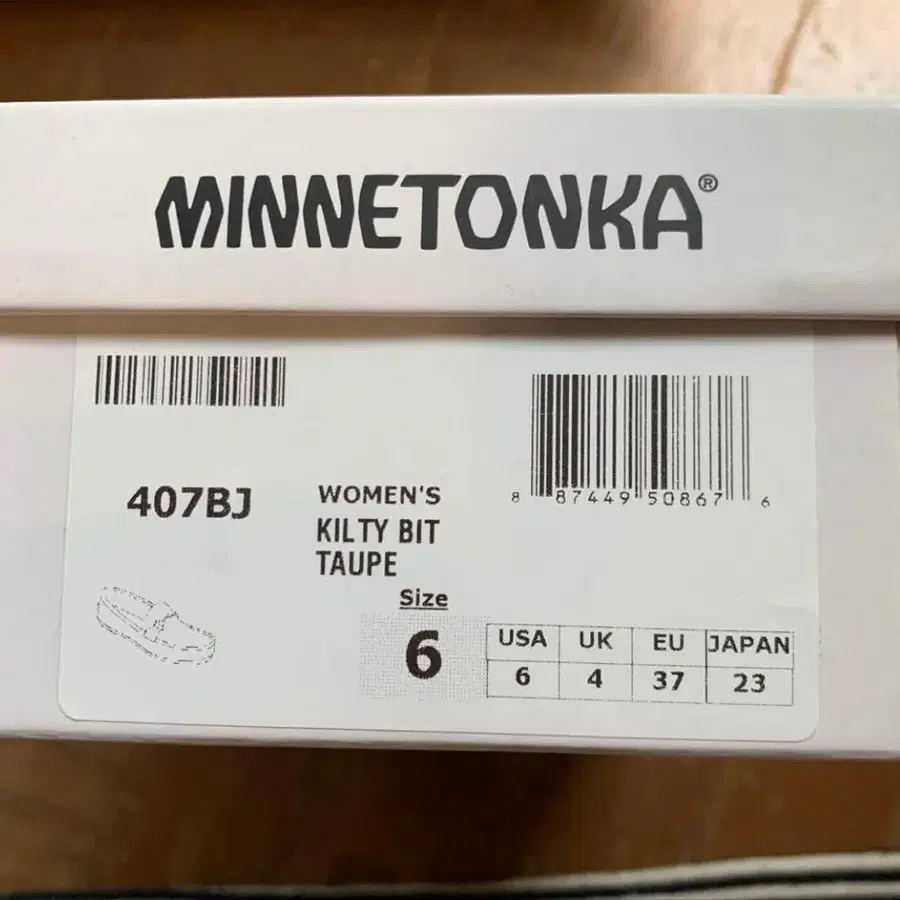 MINNETONKA®
407BJ
WOMEN'S
KILTY BIT
TAUPE
8 87449 50867 6
Size
6
USA UK EU JAPAN
6 4 37 23